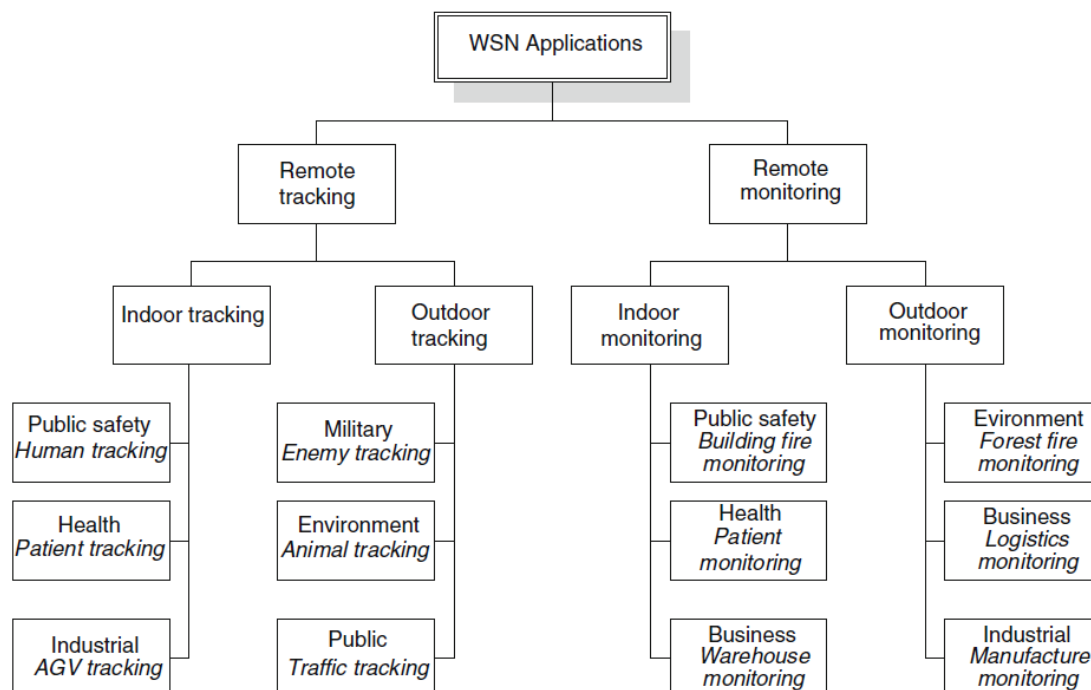 WSN Applications
Remote
tracking
Remote
monitoring
Indoor tracking
Outdoor
tracking
Indoor
monitoring
Outdoor
monitoring
Public safety
Human tracking
Military
Enemy tracking
Public safety
Building fire
monitoring
Evironment
Forest fire
monitoring
Health
Patient tracking
Environment
Animal tracking
Health
Patient
monitoring
Business
Logistics
monitoring
Industrial
AGV tracking
Public
Traffic tracking
Business
Warehouse
monitoring
Industrial
Manufacture
monitoring